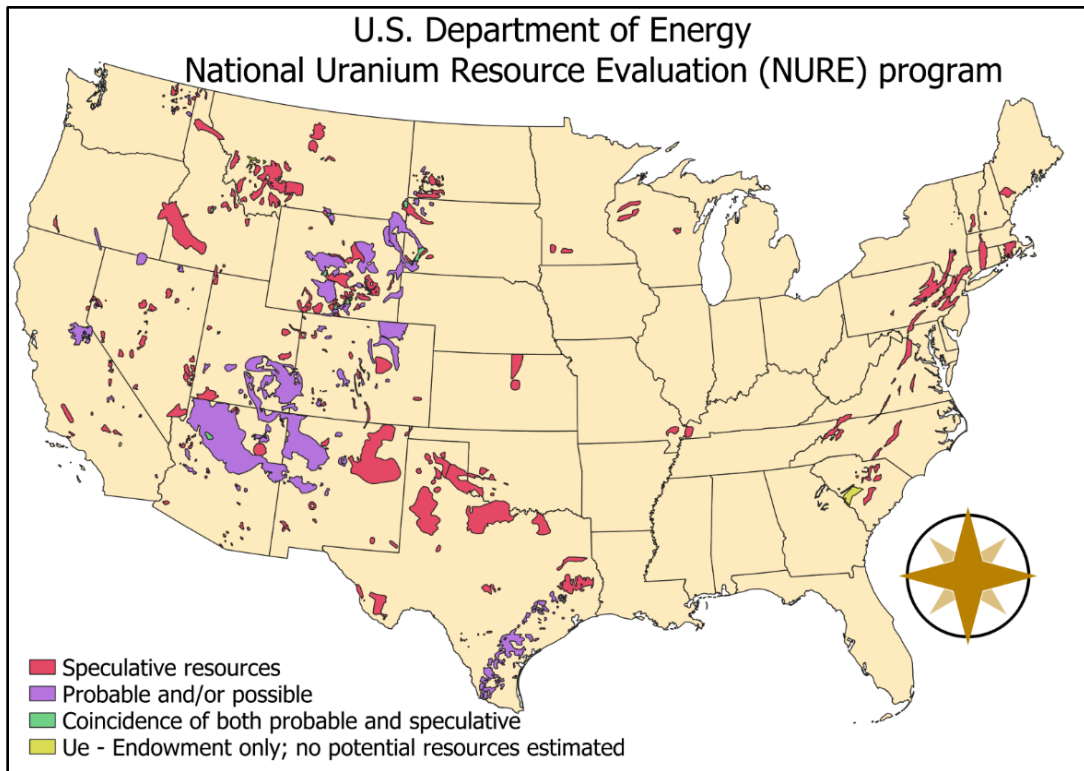 U.S. Department of Energy
National Uranium Resource Evaluation (NURE) program
Speculative resources
Probable and/or possible
Coincidence of both probable and speculative
Ue - Endowment only; no potential resources estimated